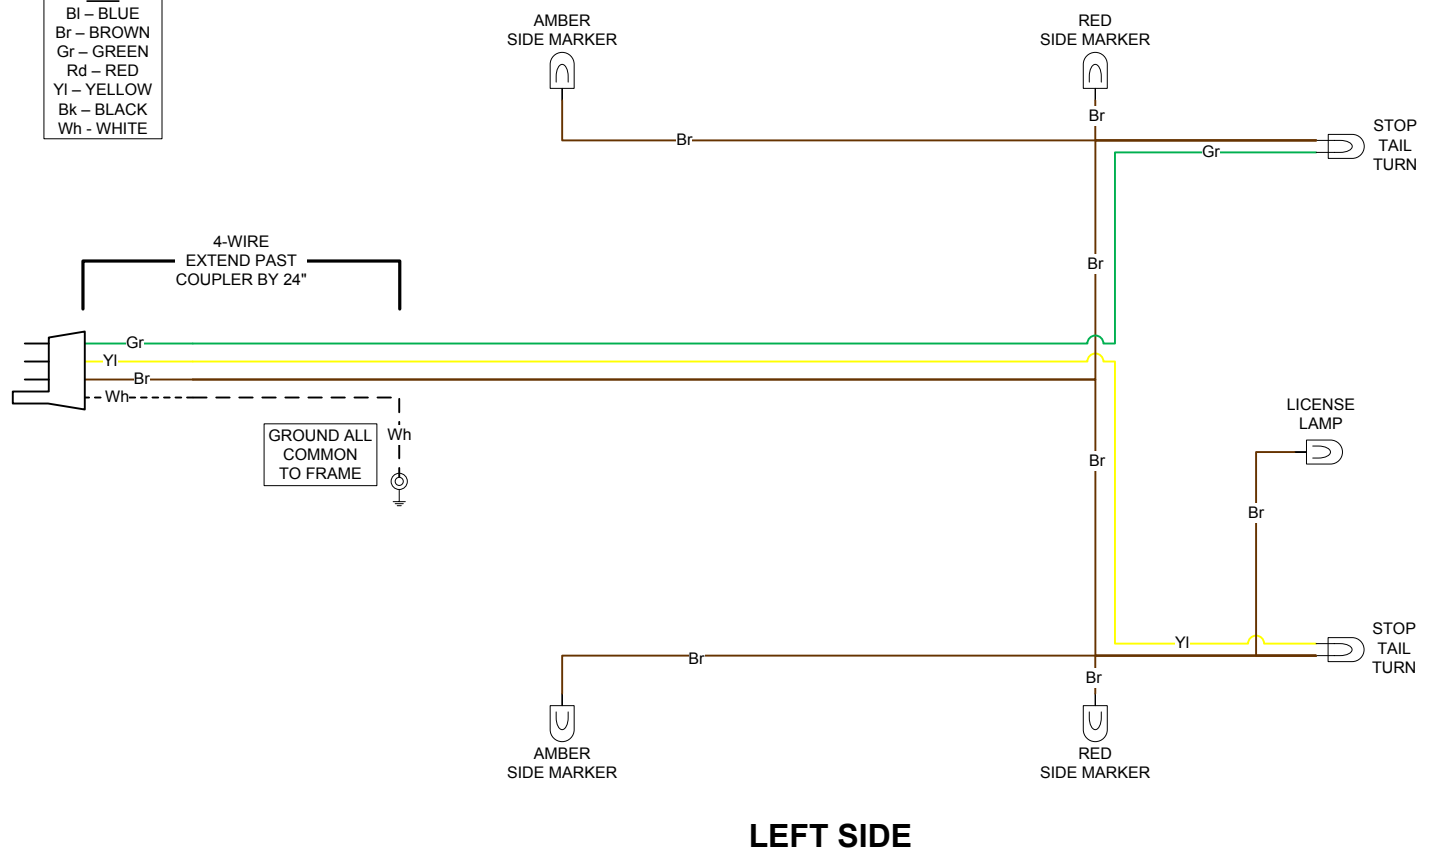 Bl – BLUE
Br – BROWN
Gr – GREEN
Rd – RED
Yl – YELLOW
Bk – BLACK
Wh - WHITE
AMBER
SIDE MARKER
RED
SIDE MARKER
Br
Br
Gr
STOP
TAIL
TURN
4-WIRE
EXTEND PAST
COUPLER BY 24"
Br
Gr
Yl
Br
Wh
GROUND ALL
COMMON
TO FRAME
Wh
Br
LICENSE
LAMP
Br
Yl
STOP
TAIL
TURN
Br
Br
AMBER
SIDE MARKER
RED
SIDE MARKER
LEFT SIDE